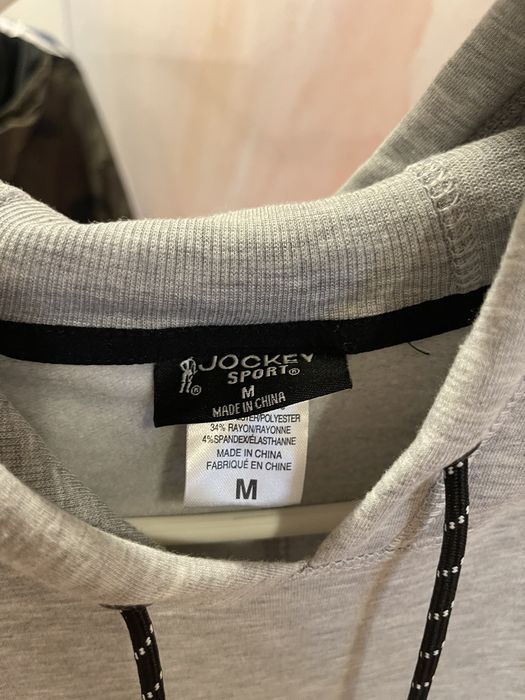 JOCKEY
®
SPORT®
M
MADE IN CHINA
34% RAYON/RAYONNE
4%SPANDEX/ÉLASTHANNE
MADE IN CHINA
FABRIQUÉ EN CHINE
M